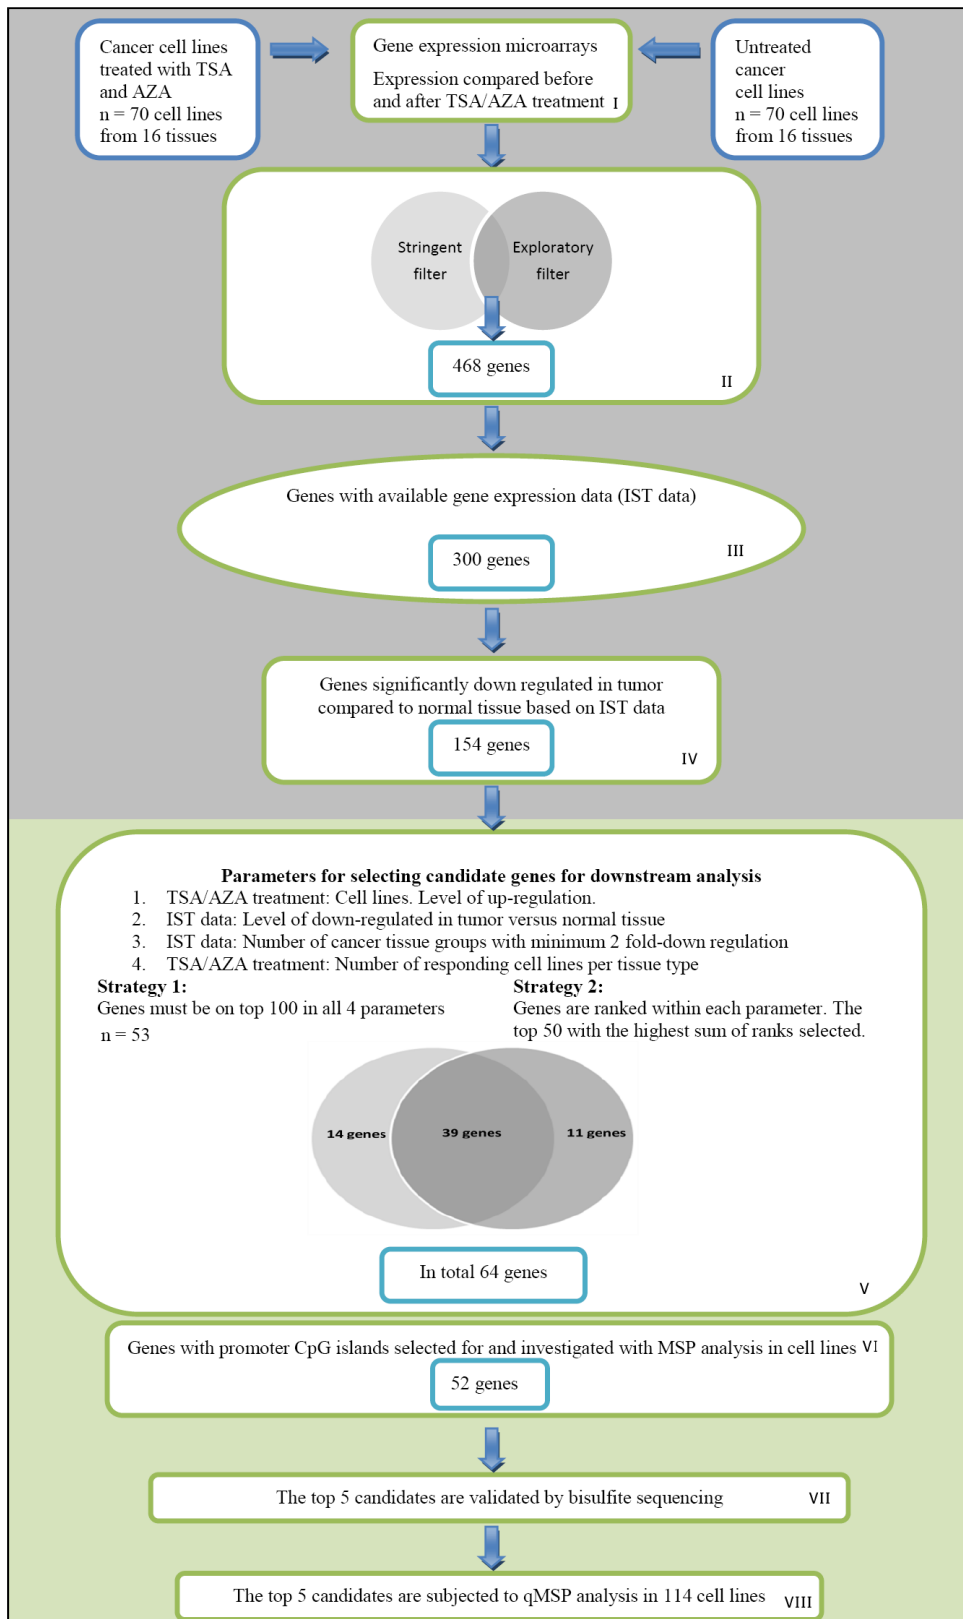 Cancer cell lines
treated with TSA
and AZA
n = 70 cell lines
from 16 tissues
Gene expression microarrays
Expression compared before
and after TSA/AZA treatment I
Untreated
cancer
cell lines
n = 70 cell lines
from 16 tissues
Stringent
filter
Exploratory
filter
468 genes
II
Genes with available gene expression data (IST data)
300 genes
III
Genes significantly down regulated in tumor
compared to normal tissue based on IST data
154 genes
IV
Parameters for selecting candidate genes for downstream analysis
1. TSA/AZA treatment: Cell lines. Level of up-regulation.
2. IST data: Level of down-regulated in tumor versus normal tissue
3. IST data: Number of cancer tissue groups with minimum 2 fold-down regulation
4. TSA/AZA treatment: Number of responding cell lines per tissue type
Strategy 1:
Genes must be on top 100 in all 4 parameters
n = 53
Strategy 2:
Genes are ranked within each parameter. The
top 50 with the highest sum of ranks selected.
14 genes
39 genes
11 genes
In total 64 genes
V
Genes with promoter CpG islands selected for and investigated with MSP analysis in cell lines VI
52 genes
The top 5 candidates are validated by bisulfite sequencing VII
The top 5 candidates are subjected to qMSP analysis in 114 cell lines VIII